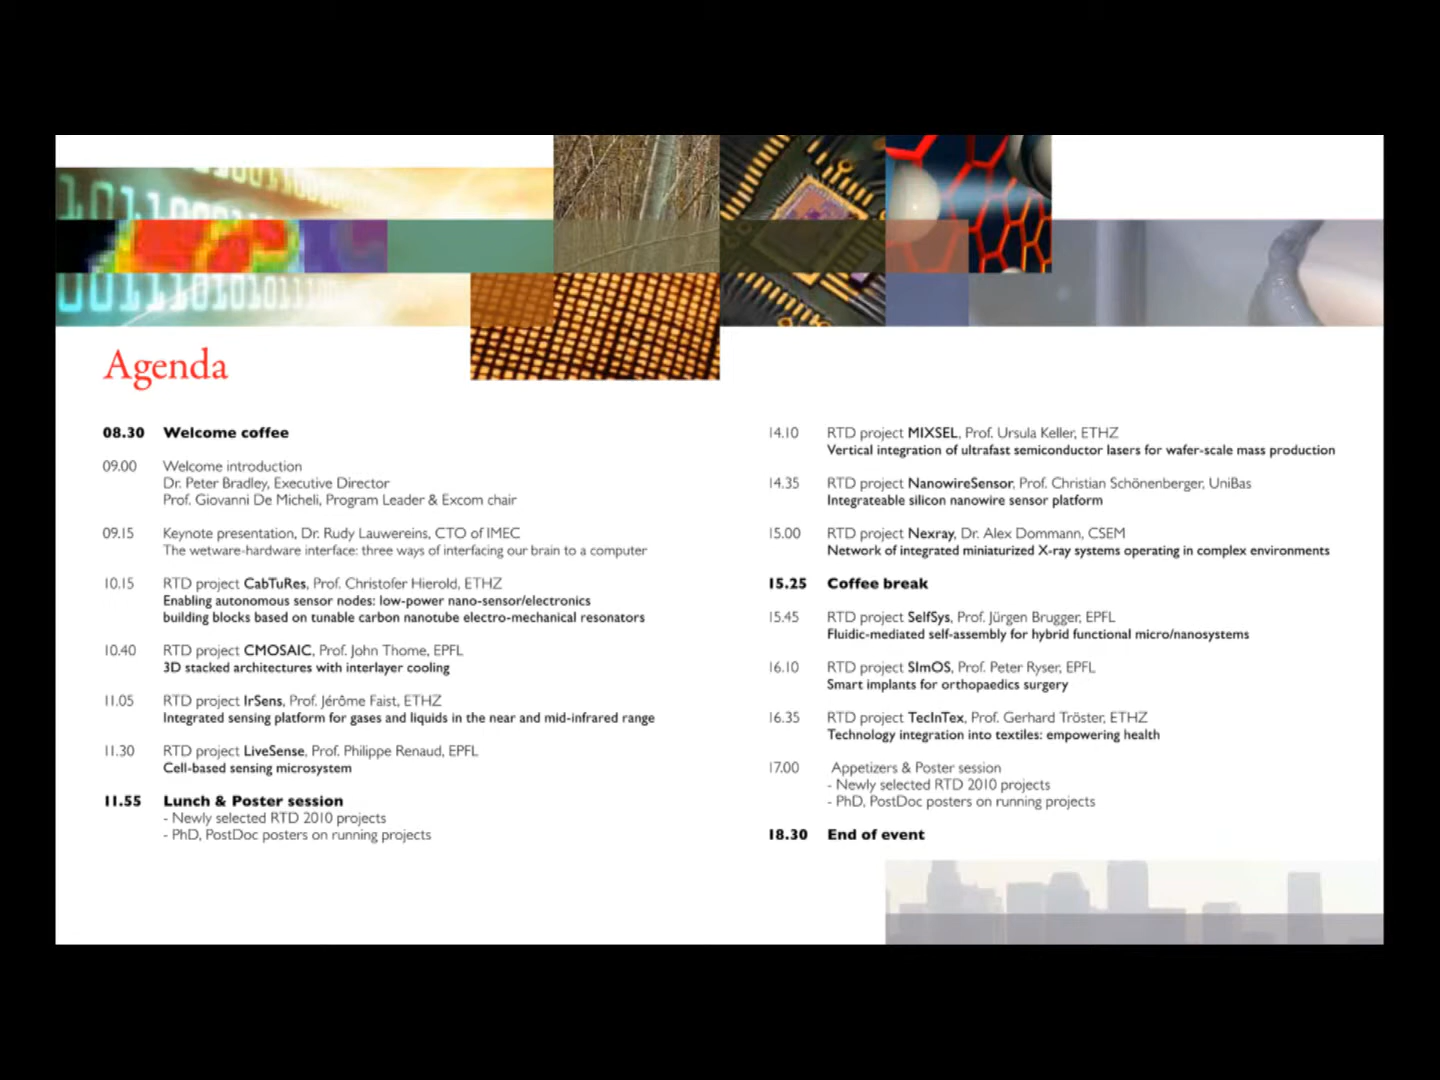 Agenda
08.30 Welcome coffee
09.00 Welcome introduction
Dr. Peter Bradley, Executive Director
Prof. Giovanni De Micheli, Program Leader & Excom chair
09.15 Keynote presentation, Dr. Rudy Lauwereins, CTO of IMEC
The wetware-hardware interface: three ways of interfacing our brain to a computer
10.15 RTD project CabTuRes, Prof. Christofer Hierold, ETHZ
Enabling autonomous sensor nodes: low-power nano-sensor/electronics
building blocks based on tunable carbon nanotube electro-mechanical resonators
10.40 RTD project CMOSAIC, Prof. John Thome, EPFL
3D stacked architectures with interlayer cooling
11.05 RTD project IrSens, Prof. Jérôme Faist, ETHZ
Integrated sensing platform for gases and liquids in the near and mid-infrared range
11.30 RTD project LiveSense, Prof. Philippe Renaud, EPFL
Cell-based sensing microsystem
11.55 Lunch & Poster session
- Newly selected RTD 2010 projects
- PhD, PostDoc posters on running projects
14.10 RTD project MIXSEL, Prof. Ursula Keller, ETHZ
Vertical integration of ultrafast semiconductor lasers for wafer-scale mass production
14.35 RTD project NanowireSensor, Prof. Christian Schönenberger, UniBas
Integrateable silicon nanowire sensor platform
15.00 RTD project Nexray, Dr. Alex Dommann, CSEM
Network of integrated miniaturized X-ray systems operating in complex environments
15.25 Coffee break
15.45 RTD project SelfSys, Prof. Jürgen Brugger, EPFL
Fluidic-mediated self-assembly for hybrid functional micro/nanosystems
16.10 RTD project SImOS, Prof. Peter Ryser, EPFL
Smart implants for orthopaedics surgery
16.35 RTD project TecInTex, Prof. Gerhard Tröster, ETHZ
Technology integration into textiles: empowering health
17.00 Appetizers & Poster session
- Newly selected RTD 2010 projects
- PhD, PostDoc posters on running projects
18.30 End of event